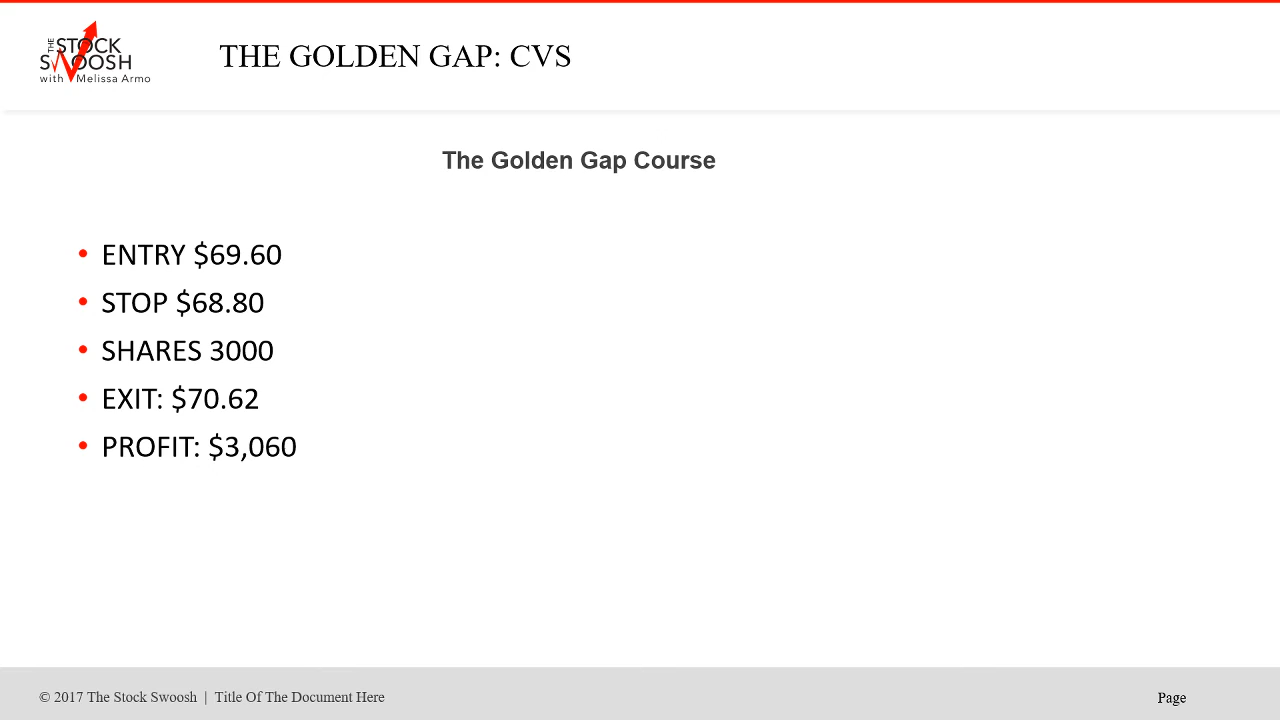 THE STOCK
SWOOSH
with Melissa Armo
THE GOLDEN GAP: CVS
The Golden Gap Course
• ENTRY $69.60
• STOP $68.80
• SHARES 3000
• EXIT: $70.62
• PROFIT: $3,060
© 2017 The Stock Swoosh | Title Of The Document Here
Page